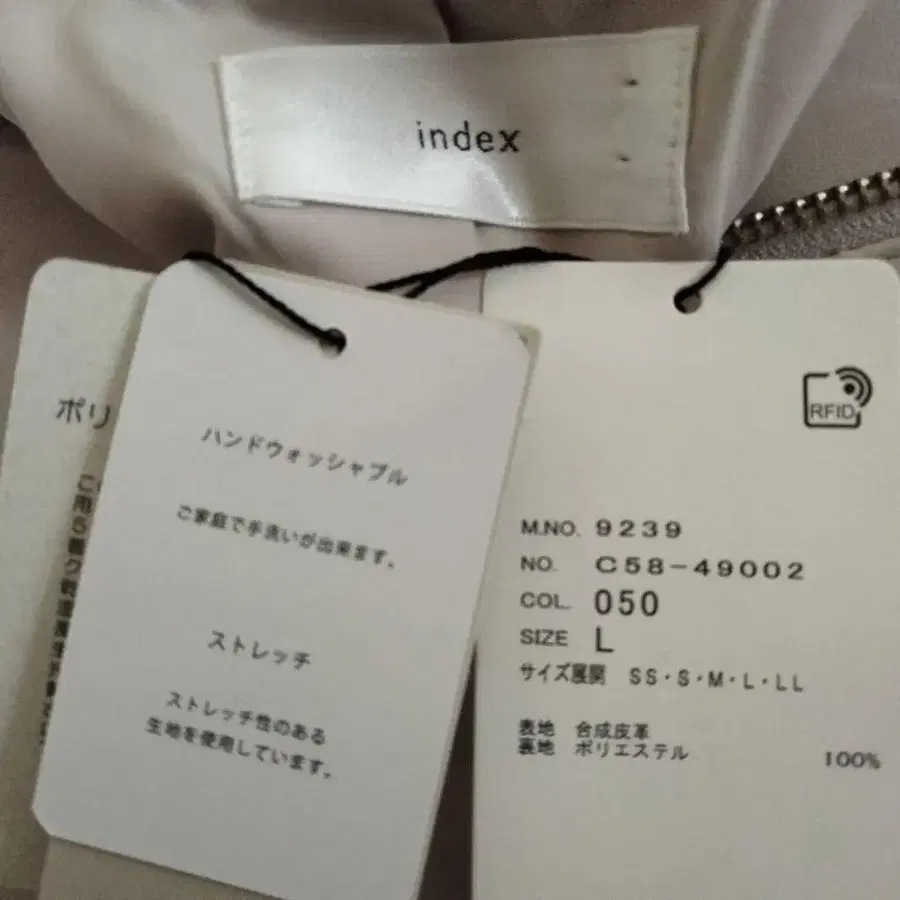 index
ポリ
ハンドウォッシャブル
ご家庭で手洗いが出来ます。
ストレッチ
ストレッチ性のある
生地を使用しています。
RFID
M.NO. 9239
NO. C58-49002
COL. 050
SIZE L
サイズ展開 SS・S・M・L・LL
表地 合成皮革
裏地 ポリエステル 100%